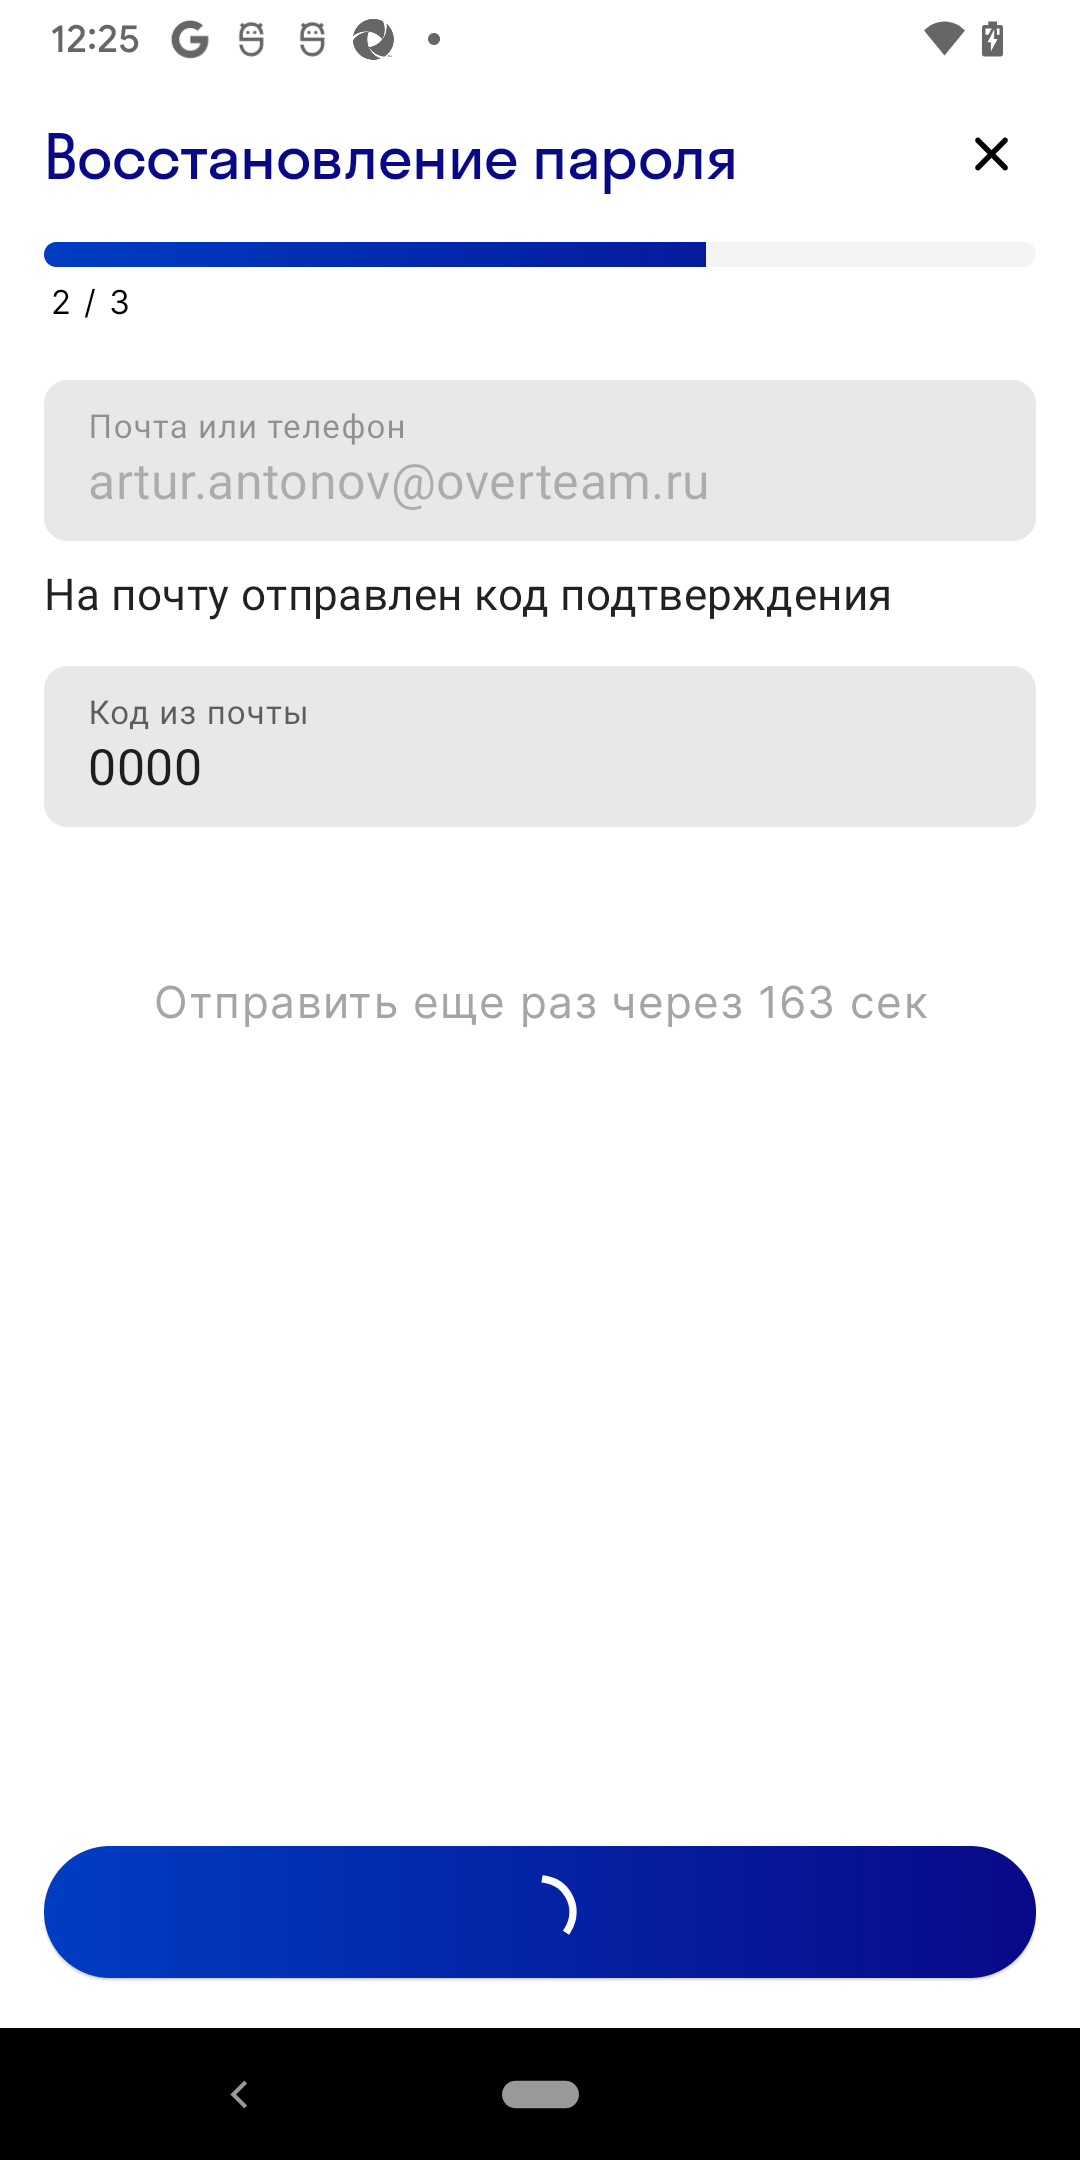 12:25
Восстановление пароля
2 / 3
Почта или телефон
artur.antonov@overteam.ru
На почту отправлен код подтверждения
Код из почты
0000
Отправить еще раз через 163 сек